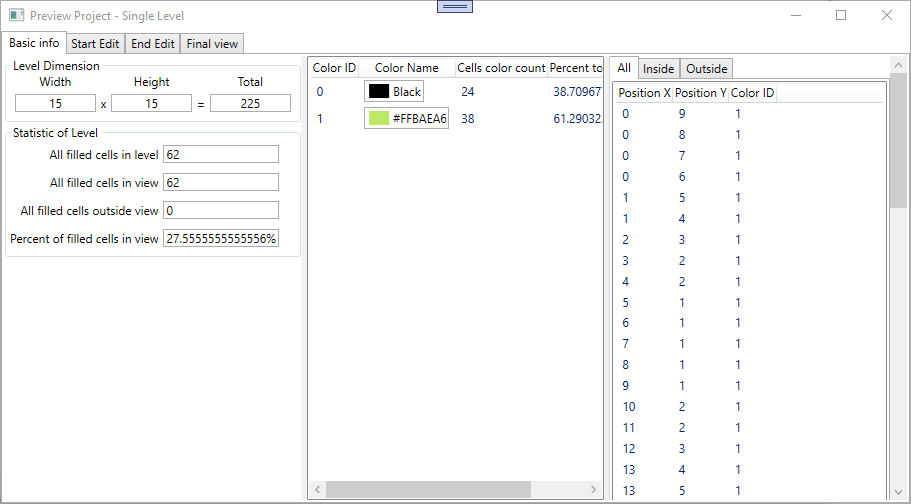 Preview Project - Single Level
Basic info Start Edit End Edit Final view
Level Dimension
Width Height Total
15 x 15 = 225
Statistic of Level
All filled cells in level 62
All filled cells in view 62
All filled cells outside view 0
Percent of filled cells in view 27.5555555555556%
Color ID Color Name Cells color count Percent to
0 Black 24 38.709677
1 #FFBAEA6 38 61.29032
All Inside Outside
Position X Position Y Color ID
0 9 1
0 8 1
0 7 1
0 6 1
1 5 1
1 4 1
2 3 1
3 2 1
4 2 1
5 1 1
6 1 1
7 1 1
8 1 1
9 1 1
10 2 1
11 2 1
12 3 1
13 4 1
13 5 1